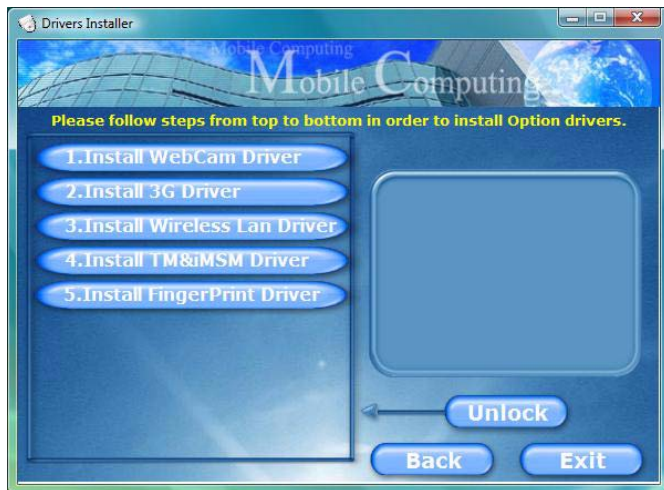 Drivers Installer
Mobile Computing
Mobile Computing
Please follow steps from top to bottom in order to install Option drivers.
1.Install WebCam Driver
2.Install 3G Driver
3.Install Wireless Lan Driver
4.Install TM&iMSM Driver
5.Install FingerPrint Driver
Unlock
Back
Exit